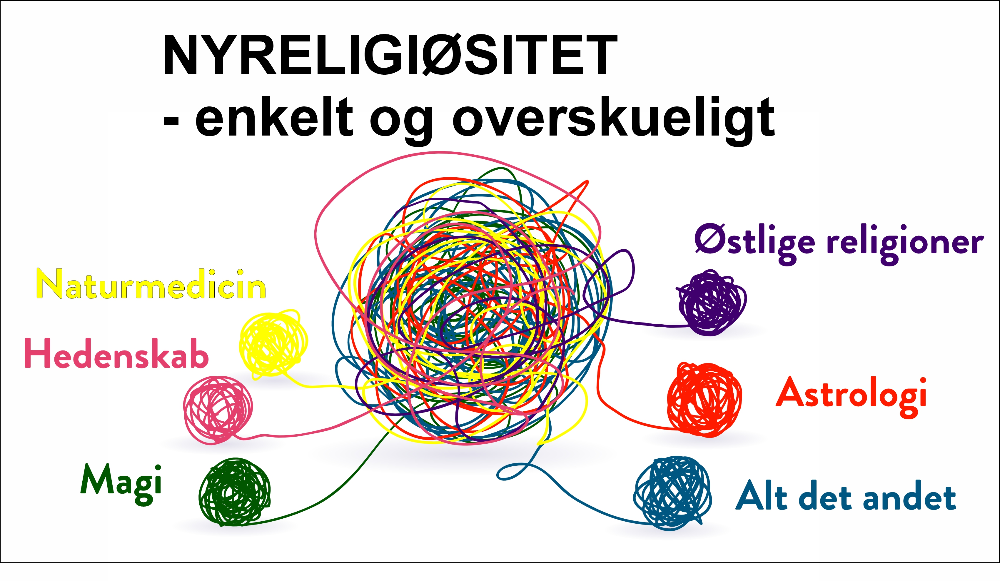 NYRELIGIØSITET
- enkelt og overskueligt
Østlige religioner
Naturmedicin
Hedenskab
Astrologi
Magi
Alt det andet